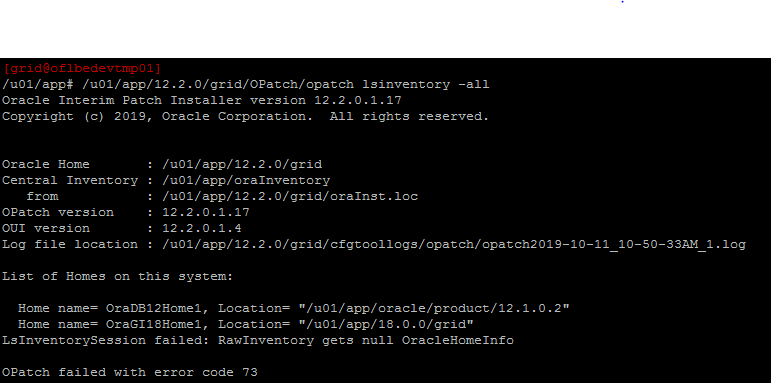 [grid@oflbedevtmp01]
/u01/app# /u01/app/12.2.0/grid/OPatch/opatch lsinventory -all
Oracle Interim Patch Installer version 12.2.0.1.17
Copyright (c) 2019, Oracle Corporation.  All rights reserved.
Oracle Home       : /u01/app/12.2.0/grid
Central Inventory : /u01/app/oraInventory
   from           : /u01/app/12.2.0/grid/oraInst.loc
OPatch version    : 12.2.0.1.17
OUI version       : 12.2.0.1.4
Log file location : /u01/app/12.2.0/grid/cfgtoollogs/opatch/opatch2019-10-11_10-50-33AM_1.log
List of Homes on this system:
  Home name= OraDB12Home1, Location= "/u01/app/oracle/product/12.1.0.2"
  Home name= OraGI18Home1, Location= "/u01/app/18.0.0/grid"
LsInventorySession failed: RawInventory gets null OracleHomeInfo
OPatch failed with error code 73